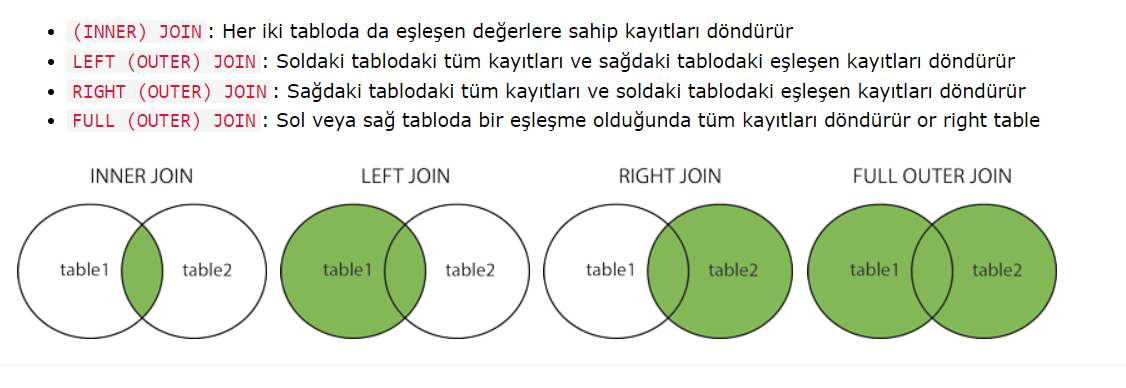 (INNER) JOIN : Her iki tabloda da eşleşen değerlere sahip kayıtları döndürür
LEFT (OUTER) JOIN : Soldaki tablodaki tüm kayıtları ve sağdaki tablodaki eşleşen kayıtları döndürür
RIGHT (OUTER) JOIN : Sağdaki tablodaki tüm kayıtları ve soldaki tablodaki eşleşen kayıtları döndürür
FULL (OUTER) JOIN : Sol veya sağ tabloda bir eşleşme olduğunda tüm kayıtları döndürür or right table
INNER JOIN
LEFT JOIN
RIGHT JOIN
FULL OUTER JOIN
table1
table2
table1
table2
table1
table2
table1
table2